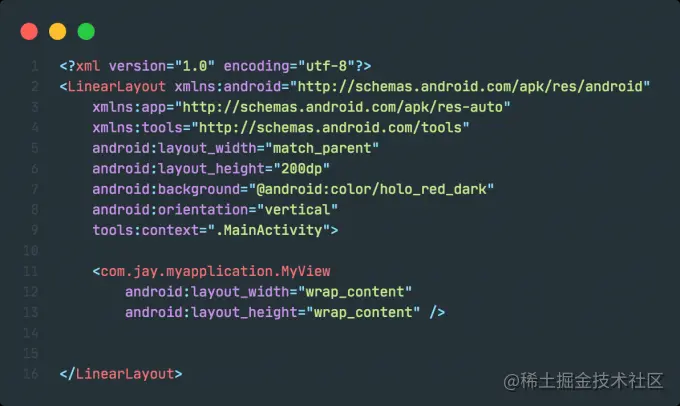 1 <?xml version="1.0" encoding="utf-8"?>
2 <LinearLayout xmlns:android="http://schemas.android.com/apk/res/android"
3     xmlns:app="http://schemas.android.com/apk/res-auto"
4     xmlns:tools="http://schemas.android.com/tools"
5     android:layout_width="match_parent"
6     android:layout_height="200dp"
7     android:background="@android:color/holo_red_dark"
8     android:orientation="vertical"
9     tools:context=".MainActivity">
10
11     <com.jay.myapplication.MyView
12         android:layout_width="wrap_content"
13         android:layout_height="wrap_content" />
14
15
16 </LinearLayout>
@稀土掘金技术社区